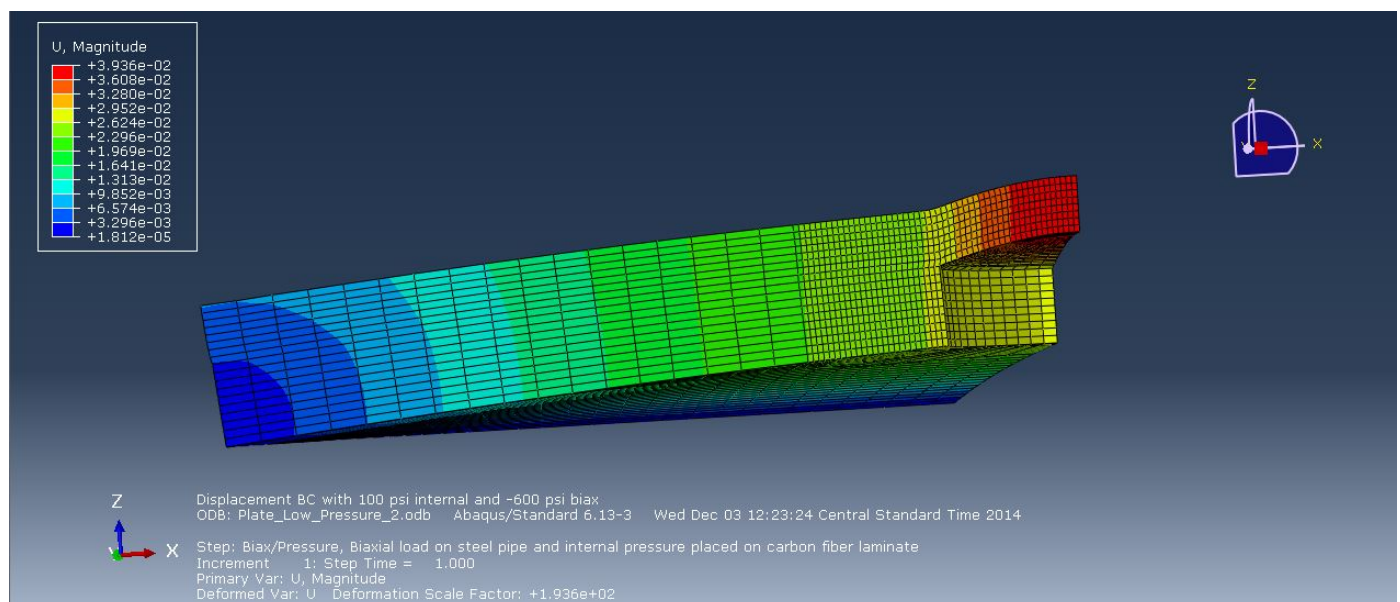 U, Magnitude
+3.936e-02
+3.608e-02
+3.280e-02
+2.952e-02
+2.624e-02
+2.296e-02
+1.969e-02
+1.641e-02
+1.313e-02
+9.852e-03
+6.574e-03
+3.296e-03
+1.812e-05
Z
X
Z
Y
X
Displacement BC with 100 psi internal and -600 psi biax
ODB: Plate_Low_Pressure_2.odb Abaqus/Standard 6.13-3 Wed Dec 03 12:23:24 Central Standard Time 2014
Step: Biax/Pressure, Biaxial load on steel pipe and internal pressure placed on carbon fiber laminate
Increment 1: Step Time = 1.000
Primary Var: U, Magnitude
Deformed Var: U Deformation Scale Factor: +1.936e+02